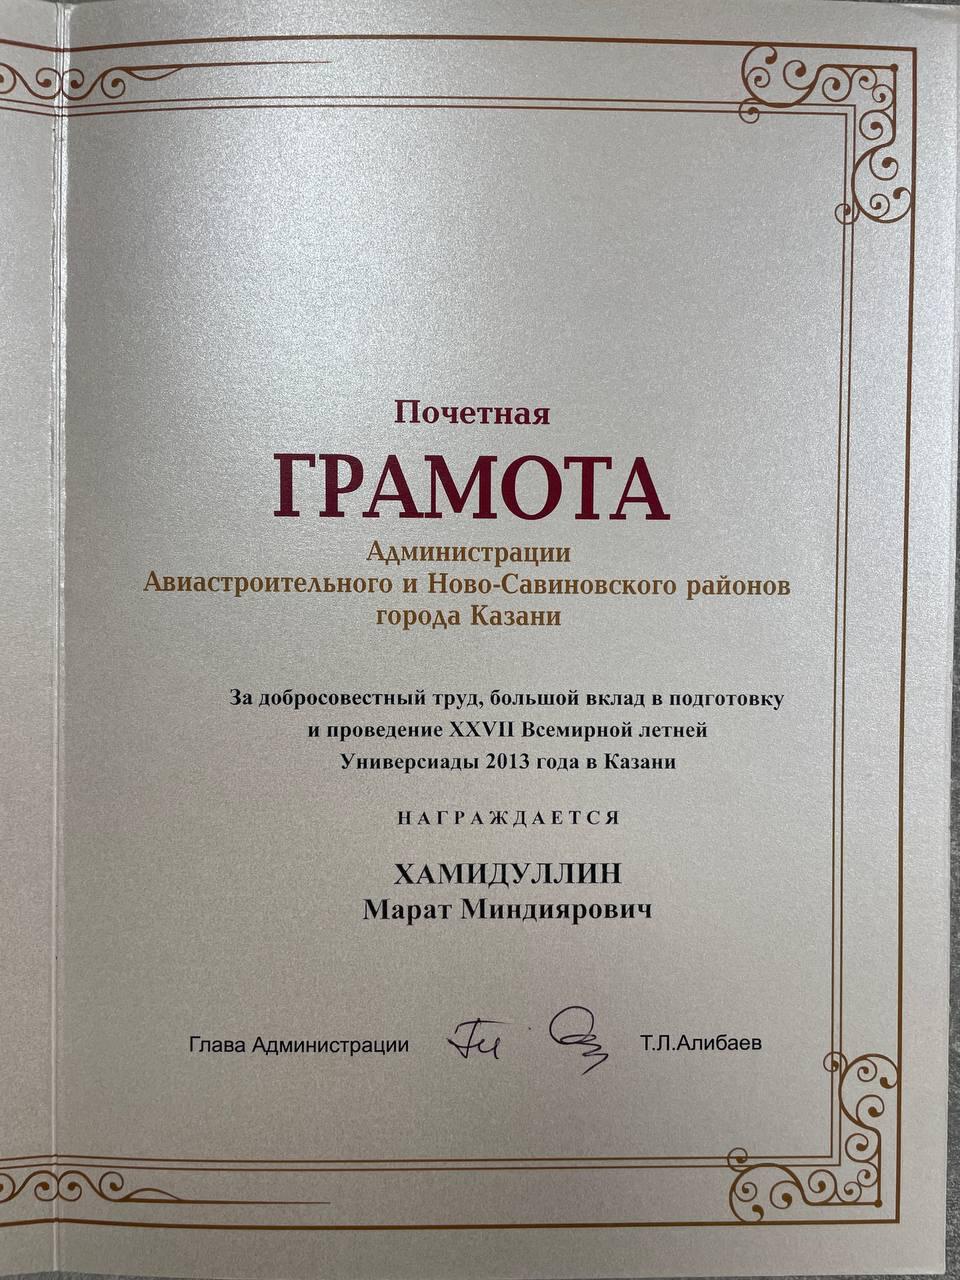 Почетная
ГРАМОТА
Администрации
Авиастроительного и Ново-Савиновского районов
города Казани
За добросовестный труд, большой вклад в подготовку
и проведение XXVII Всемирной летней
Универсиады 2013 года в Казани
НАГРАЖДАЕТСЯ
ХАМИДУЛЛИН
Марат Миндиярович
Глава Администрации Т.Л.Алибаев